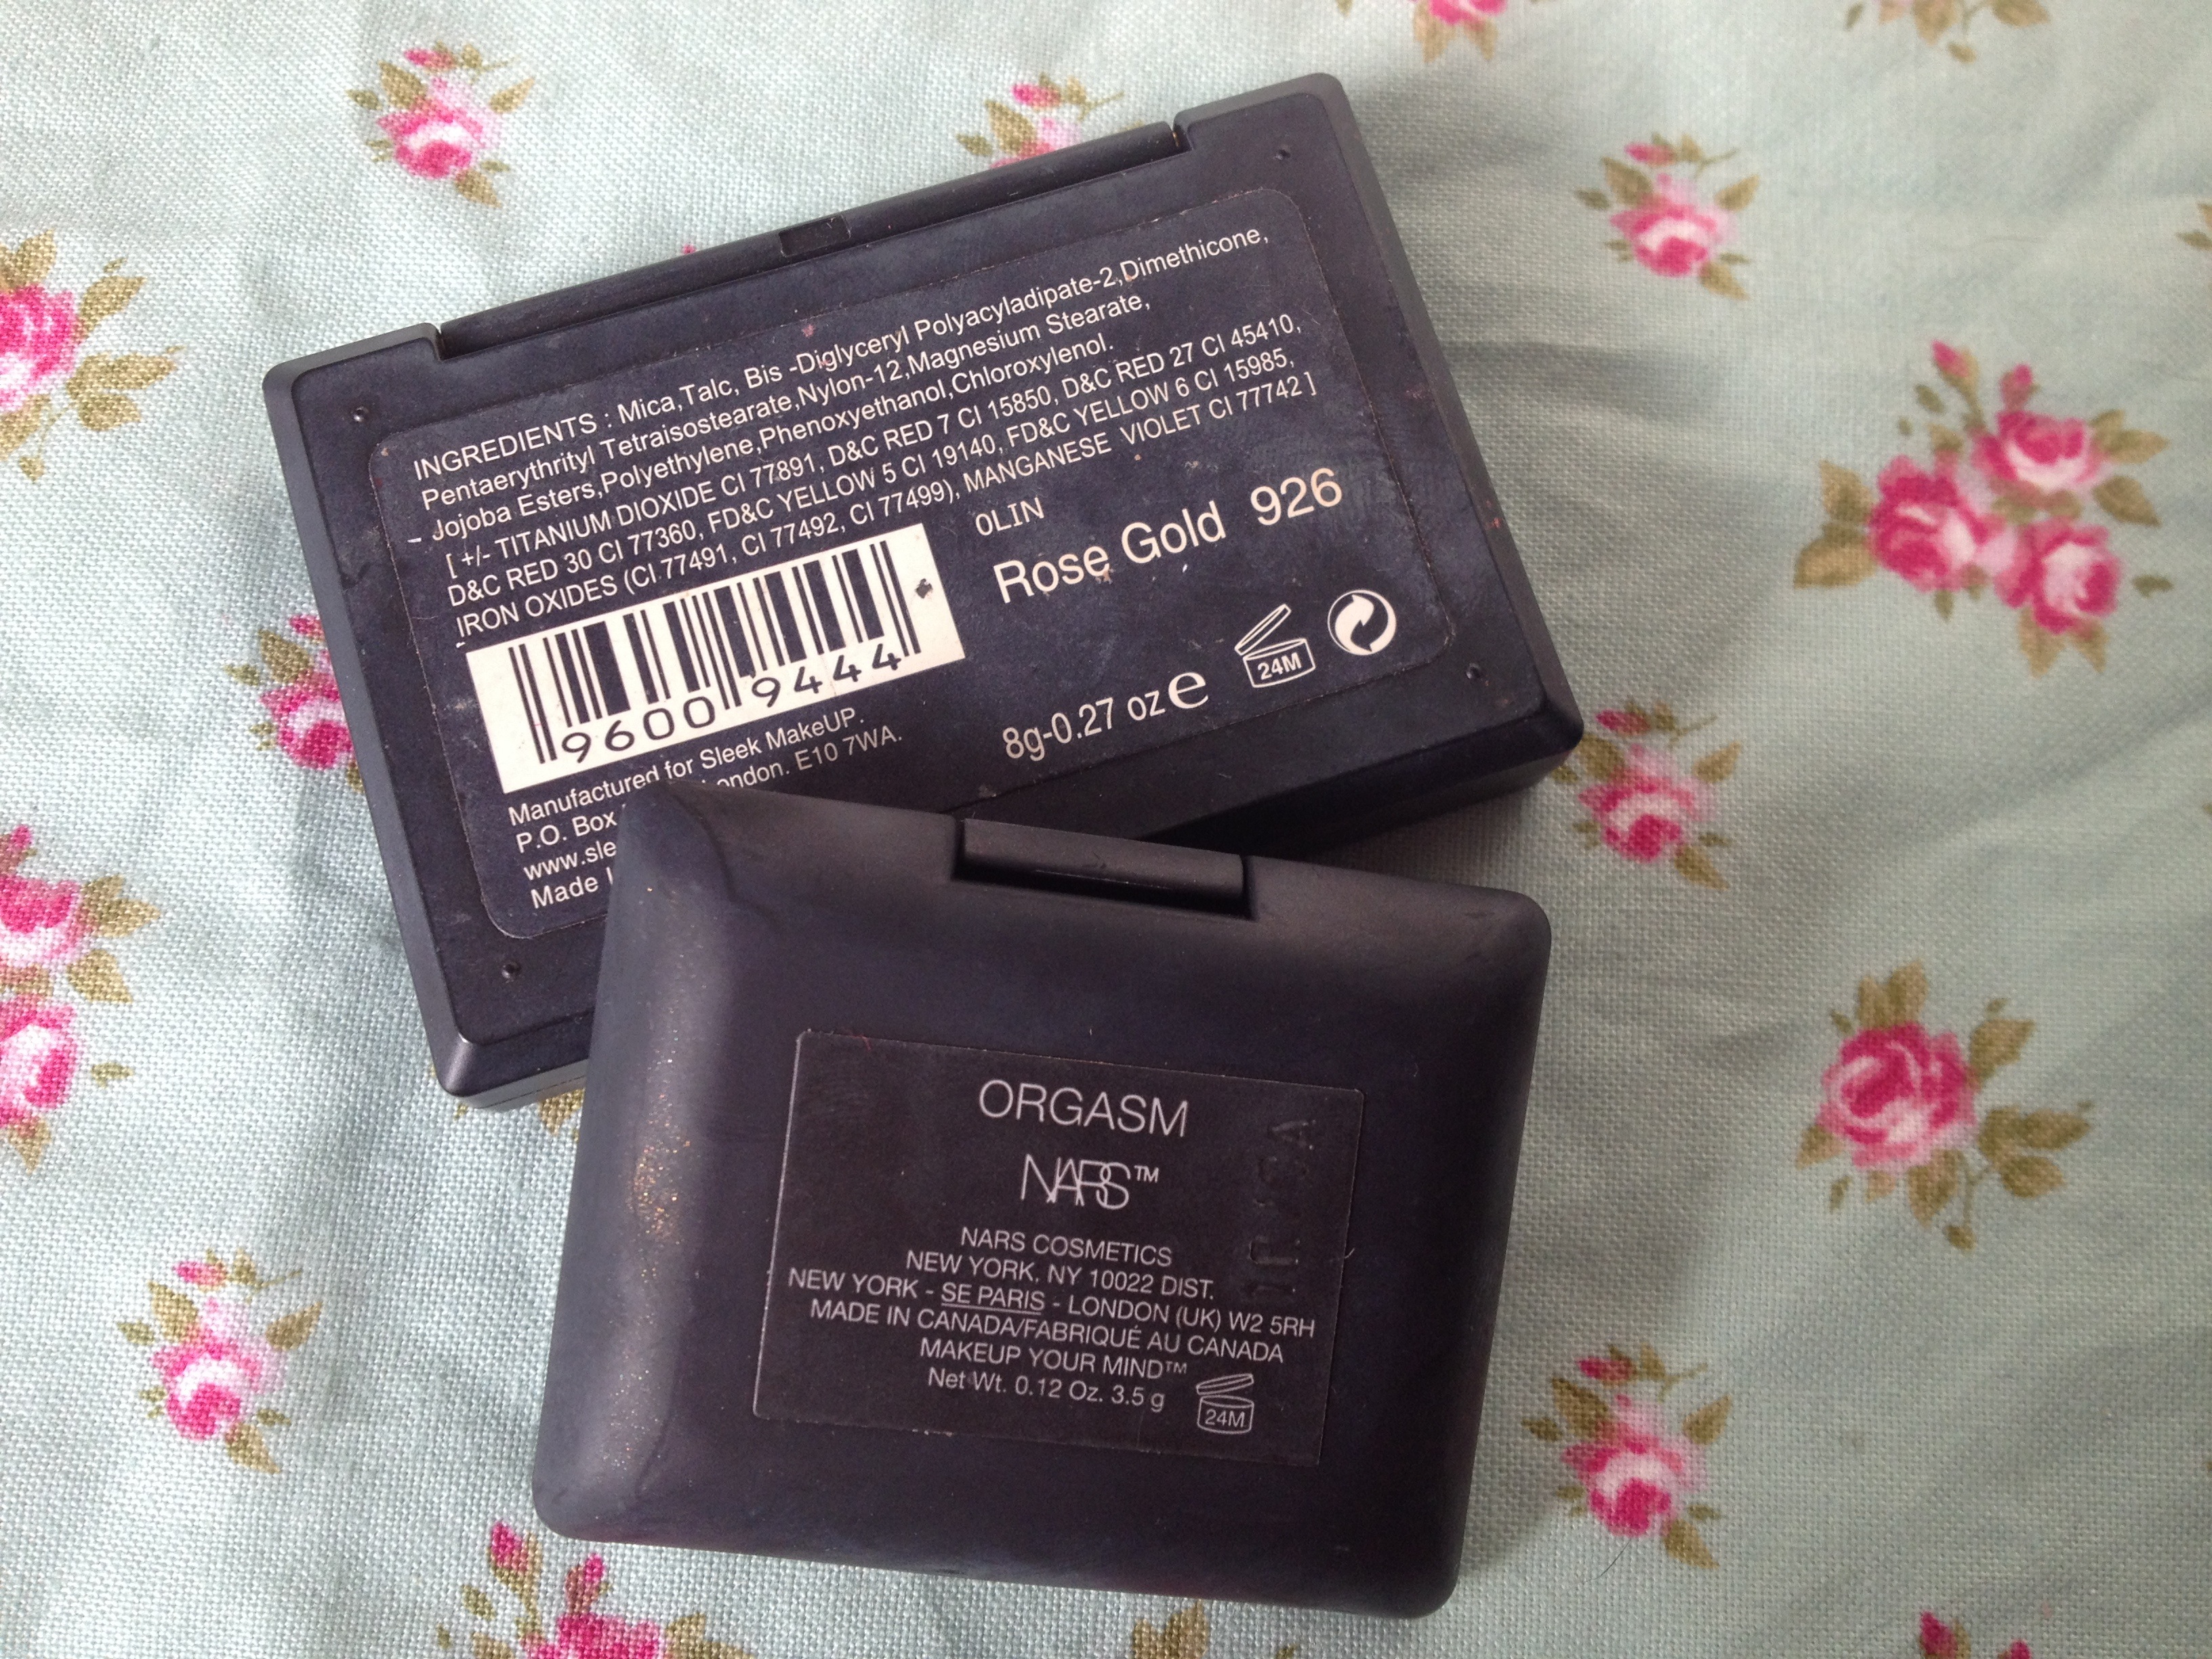 INGREDIENTS : Mica,Talc, Bis -Diglyceryl Polyacyladipate-2,Dimethicone,
Pentaerythrityl Tetraisostearate,Nylon-12,Magnesium Stearate,
Jojoba Esters,Polyethylene,Phenoxyethanol,Chloroxylenol.
[ +/- TITANIUM DIOXIDE CI 77891, D&C RED 7 CI 15850, D&C RED 27 CI 45410,
D&C RED 30 CI 77360, FD&C YELLOW 5 CI 19140, FD&C YELLOW 6 CI 15985,
IRON OXIDES (CI 77491, CI 77492, CI 77499), MANGANESE VIOLET CI 77742 ]
0LIN
Rose Gold 926
96009444
8g-0.27 oz e
24M
Manufactured for Sleek MakeUP.
P.O. Box ondon. E10 7WA.
www.sle
Made
ORGASM
NARS™
NARS COSMETICS
NEW YORK, NY 10022 DIST.
NEW YORK - SE PARIS - LONDON (UK) W2 5RH
MADE IN CANADA/FABRIQUÉ AU CANADA
MAKEUP YOUR MIND™
Net Wt. 0.12 Oz. 3.5 g
24M